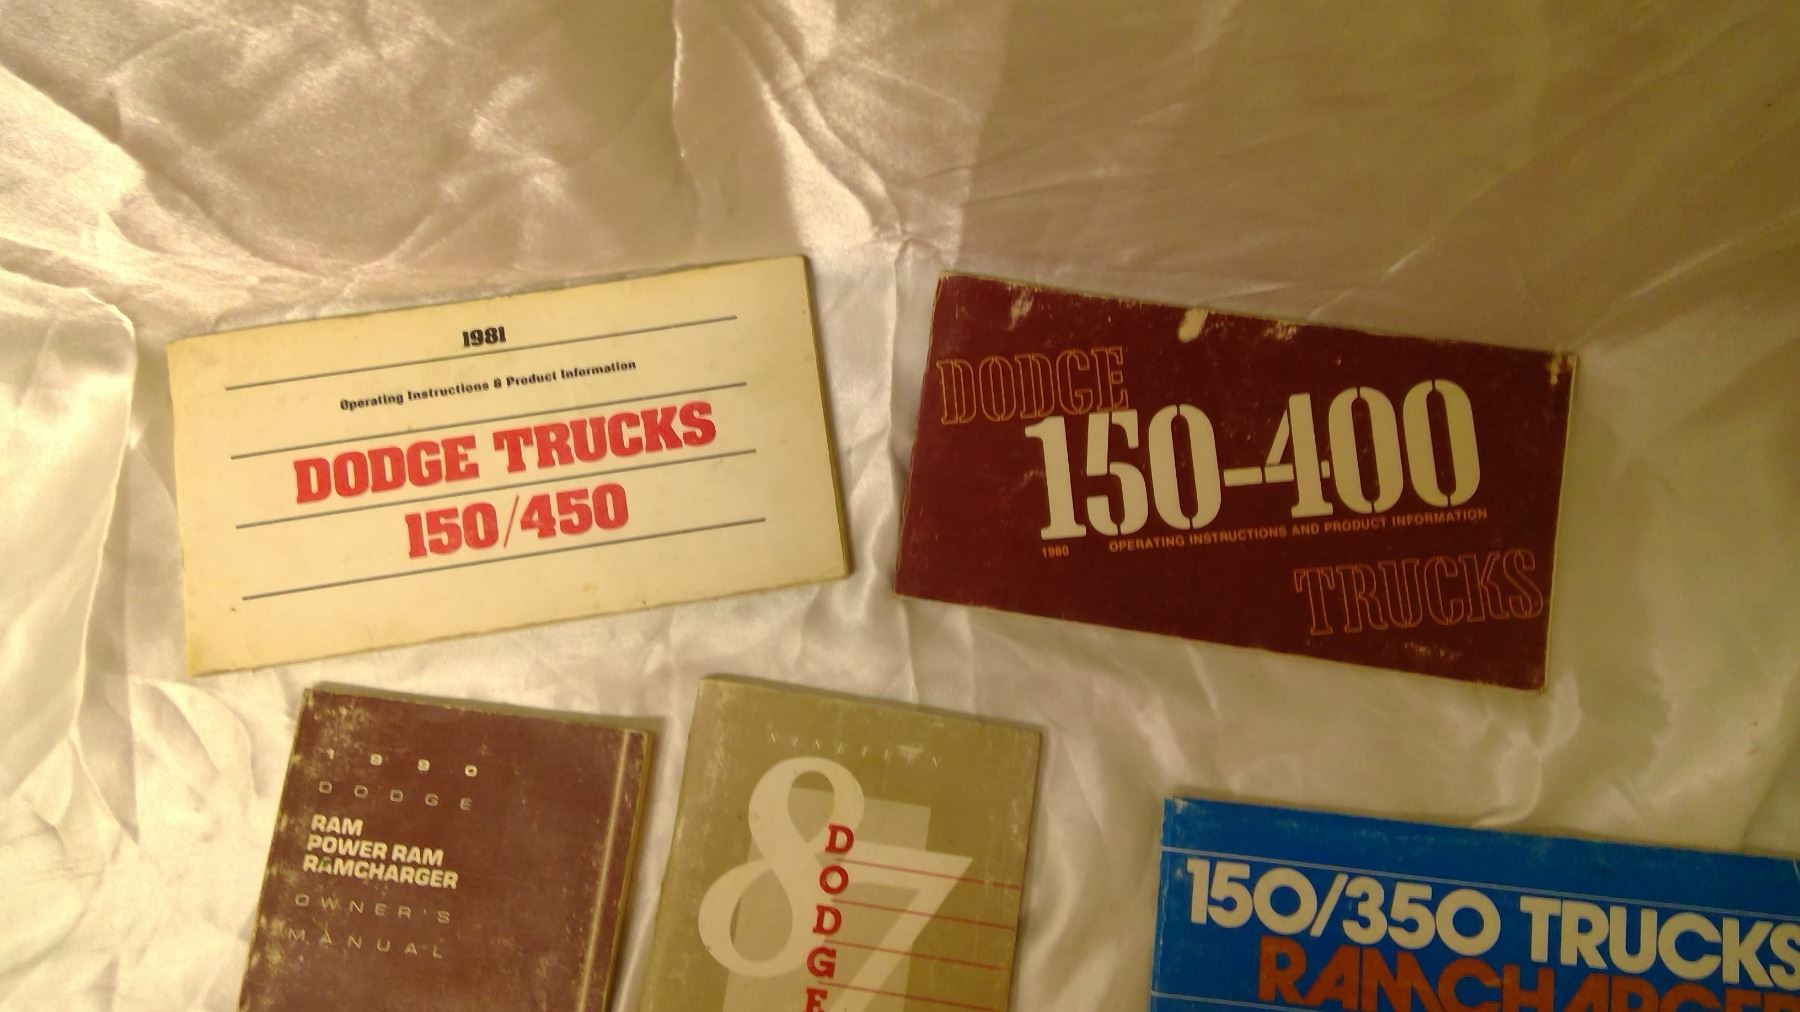 1981
Operating Instructions & Product Information
DODGE TRUCKS
150/450
DODGE
150-400
1980 OPERATING INSTRUCTIONS AND PRODUCT INFORMATION
TRUCKS
1990
DODGE
RAM
POWER RAM
RAMCHARGER
OWNER'S
MANUAL
87
DODGE
150/350 TRUCKS
RAMCHARGER